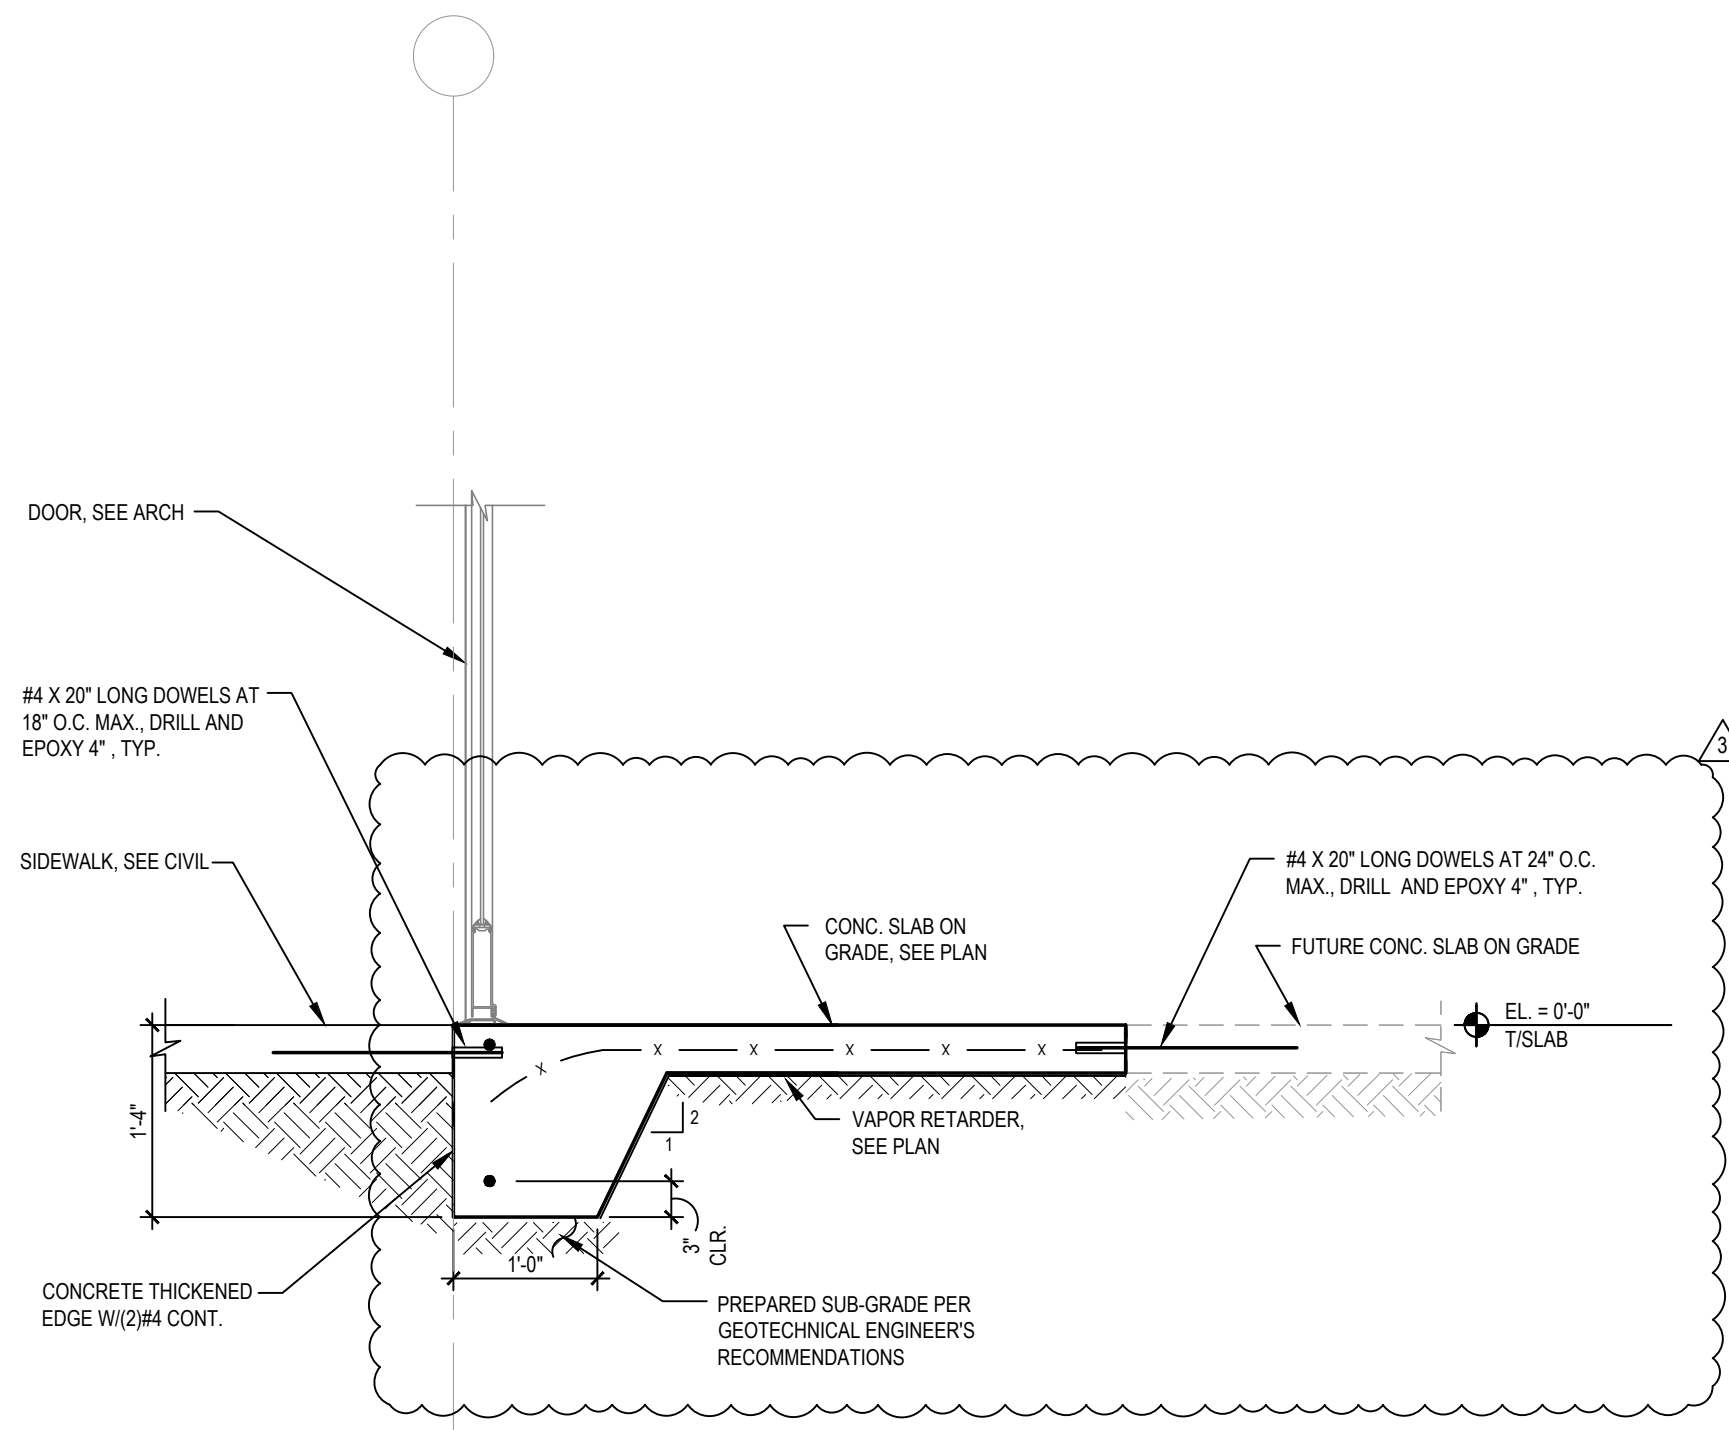 DOOR, SEE ARCH
#4 X 20" LONG DOWELS AT
18" O.C. MAX., DRILL AND
EPOXY 4" , TYP.
3
SIDEWALK, SEE CIVIL
#4 X 20" LONG DOWELS AT 24" O.C.
MAX., DRILL AND EPOXY 4" , TYP.
CONC. SLAB ON
GRADE, SEE PLAN
FUTURE CONC. SLAB ON GRADE
EL. = 0'-0"
T/SLAB
X X X X X X
1'-4"
2
1
VAPOR RETARDER,
SEE PLAN
3"
CLR.
1'-0"
CONCRETE THICKENED
EDGE W/(2)#4 CONT.
PREPARED SUB-GRADE PER
GEOTECHNICAL ENGINEER'S
RECOMMENDATIONS